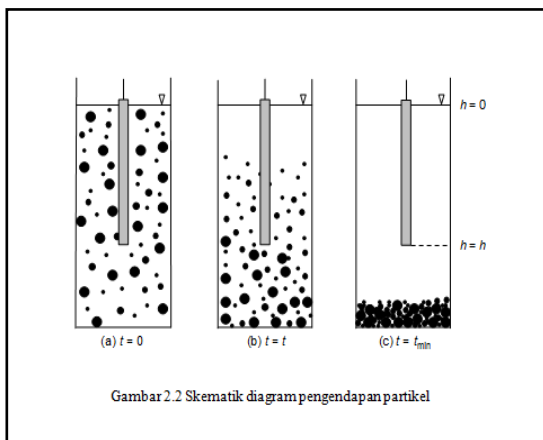 h = 0
h = h
(a) t = 0
(b) t = t
(c) t = tmin
Gambar 2.2 Skematik diagram pengendapan partikel